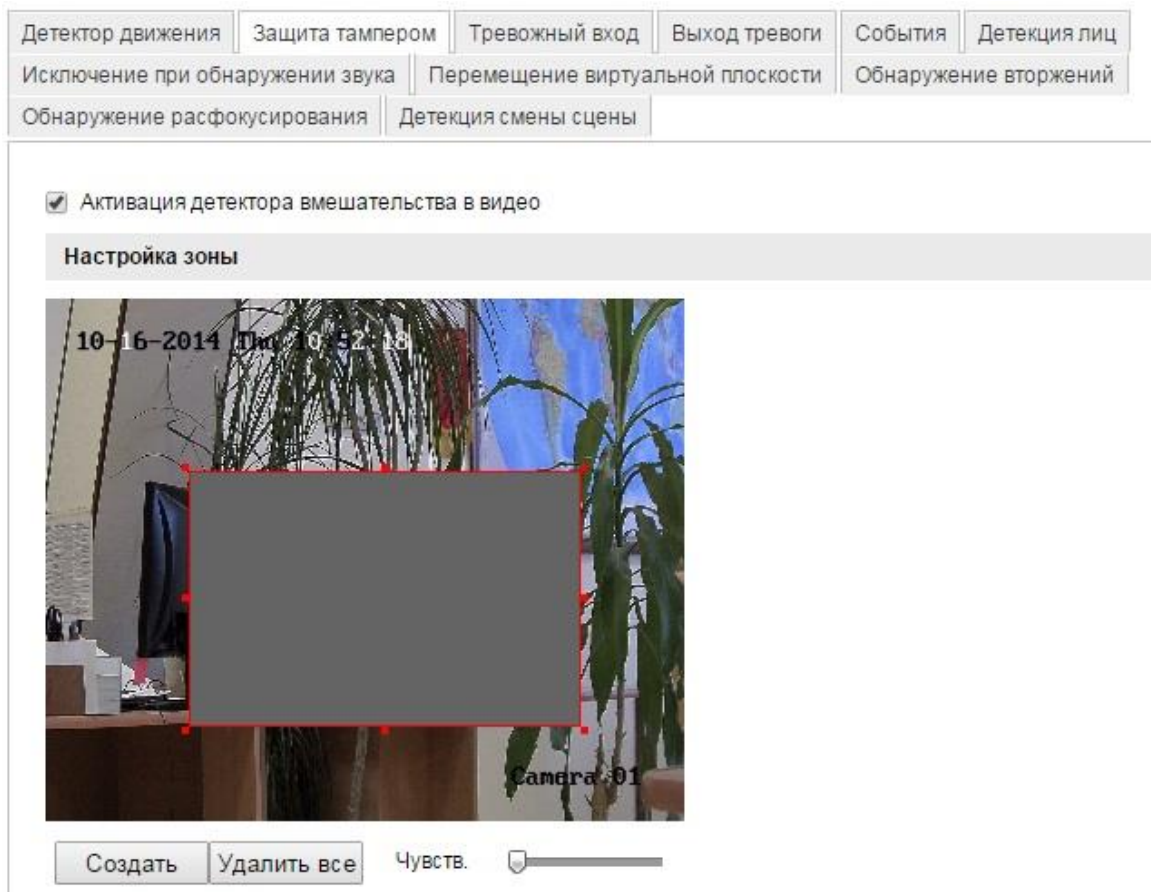 Детектор движения Защита тампером Тревожный вход Выход тревоги События Детекция лиц
Исключение при обнаружении звука Перемещение виртуальной плоскости Обнаружение вторжений
Обнаружение расфокусирования Детекция смены сцены
Активация детектора вмешательства в видео
Настройка зоны
10-16-2014 Thu 10:52:18
Camera 01
Создать Удалить все Чувств.